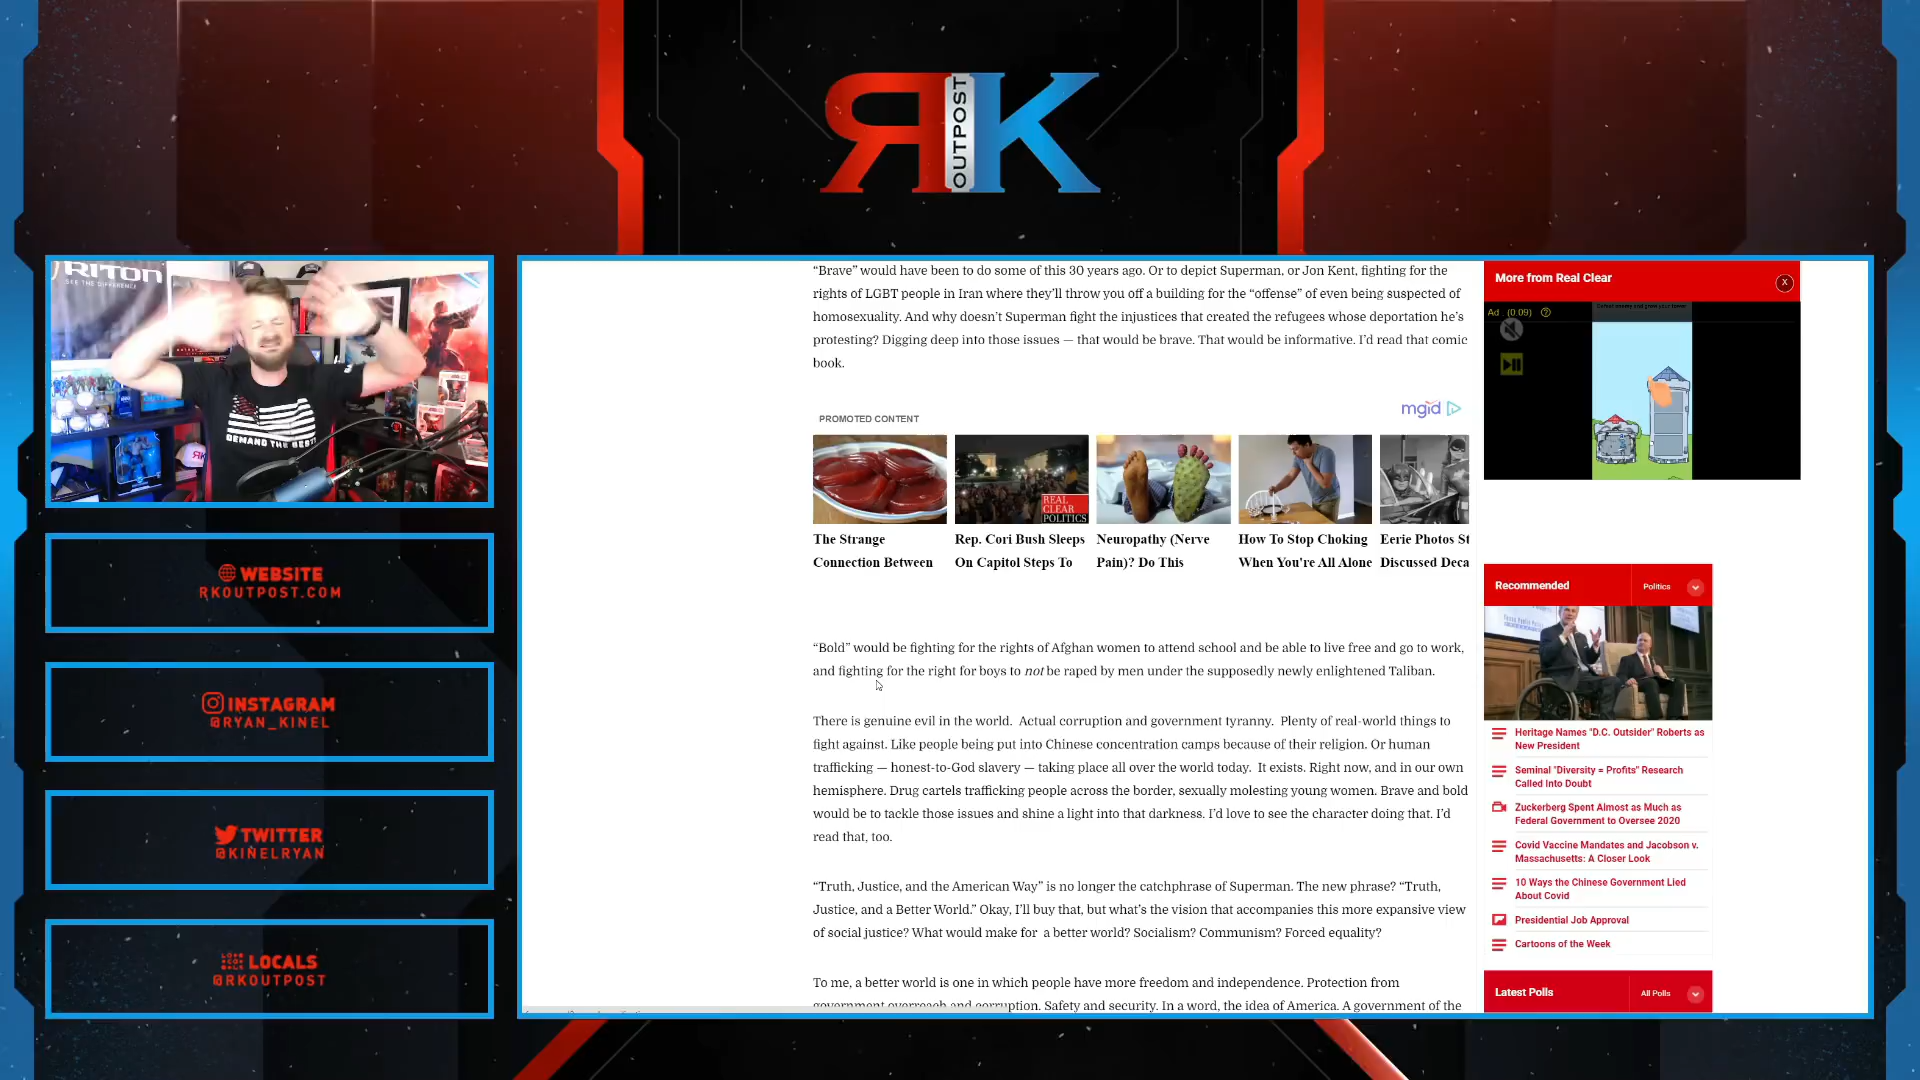 ЯK
OUTPOST
TRITON
SEE THE DIFFERENCE
DEMAND THE BEST
RK
WEBSITE
RKOUTPOST.COM
INSTAGRAM
@RYAN_KINEL
TWITTER
@KINELRYAN
LOCALS
@RKOUTPOST
“Brave” would have been to do some of this 30 years ago. Or to depict Superman, or Jon Kent, fighting for the
rights of LGBT people in Iran where they’ll throw you off a building for the “offense” of even being suspected of
homosexuality. And why doesn’t Superman fight the injustices that created the refugees whose deportation he’s
protesting? Digging deep into those issues — that would be brave. That would be informative. I’d read that comic
book.
PROMOTED CONTENT
mgid
REAL
CLEAR
POLITICS
The Strange
Connection Between
Rep. Cori Bush Sleeps
On Capitol Steps To
Neuropathy (Nerve
Pain)? Do This
How To Stop Choking
When You're All Alone
Eerie Photos St
Discussed Deca
“Bold” would be fighting for the rights of Afghan women to attend school and be able to live free and go to work,
and fighting for the right for boys to not be raped by men under the supposedly newly enlightened Taliban.
There is genuine evil in the world. Actual corruption and government tyranny. Plenty of real-world things to
fight against. Like people being put into Chinese concentration camps because of their religion. Or human
trafficking — honest-to-God slavery — taking place all over the world today. It exists. Right now, and in our own
hemisphere. Drug cartels trafficking people across the border, sexually molesting young women. Brave and bold
would be to tackle those issues and shine a light into that darkness. I’d love to see the character doing that. I’d
read that, too.
“Truth, Justice, and the American Way” is no longer the catchphrase of Superman. The new phrase? “Truth,
Justice, and a Better World.” Okay, I’ll buy that, but what’s the vision that accompanies this more expansive view
of social justice? What would make for a better world? Socialism? Communism? Forced equality?
To me, a better world is one in which people have more freedom and independence. Protection from
government overreach and corruption. Safety and security. In a word, the idea of America. A government of the
More from Real Clear
X
Ad . (0.09)
Recommended
Politics
Heritage Names "D.C. Outsider" Roberts as
New President
Seminal "Diversity = Profits" Research
Called Into Doubt
Zuckerberg Spent Almost as Much as
Federal Government to Oversee 2020
Covid Vaccine Mandates and Jacobson v.
Massachusetts: A Closer Look
10 Ways the Chinese Government Lied
About Covid
Presidential Job Approval
Cartoons of the Week
Latest Polls
All Polls